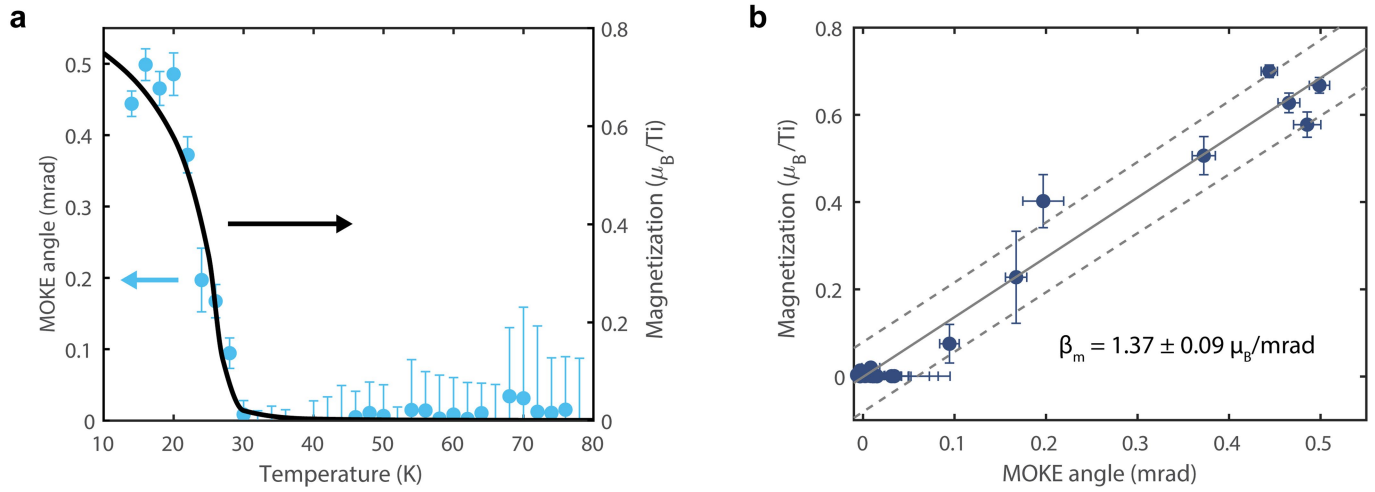 a
MOKE angle (mrad)
0.5
0.4
0.3
0.2
0.1
0
10 20 30 40 50 60 70 80
Temperature (K)
0.8
0.6
0.4
0.2
0
Magnetization (μB/Ti)
b
Magnetization (μB/Ti)
0.8
0.6
0.4
0.2
0
βm = 1.37 ± 0.09 μB/mrad
0 0.1 0.2 0.3 0.4 0.5
MOKE angle (mrad)